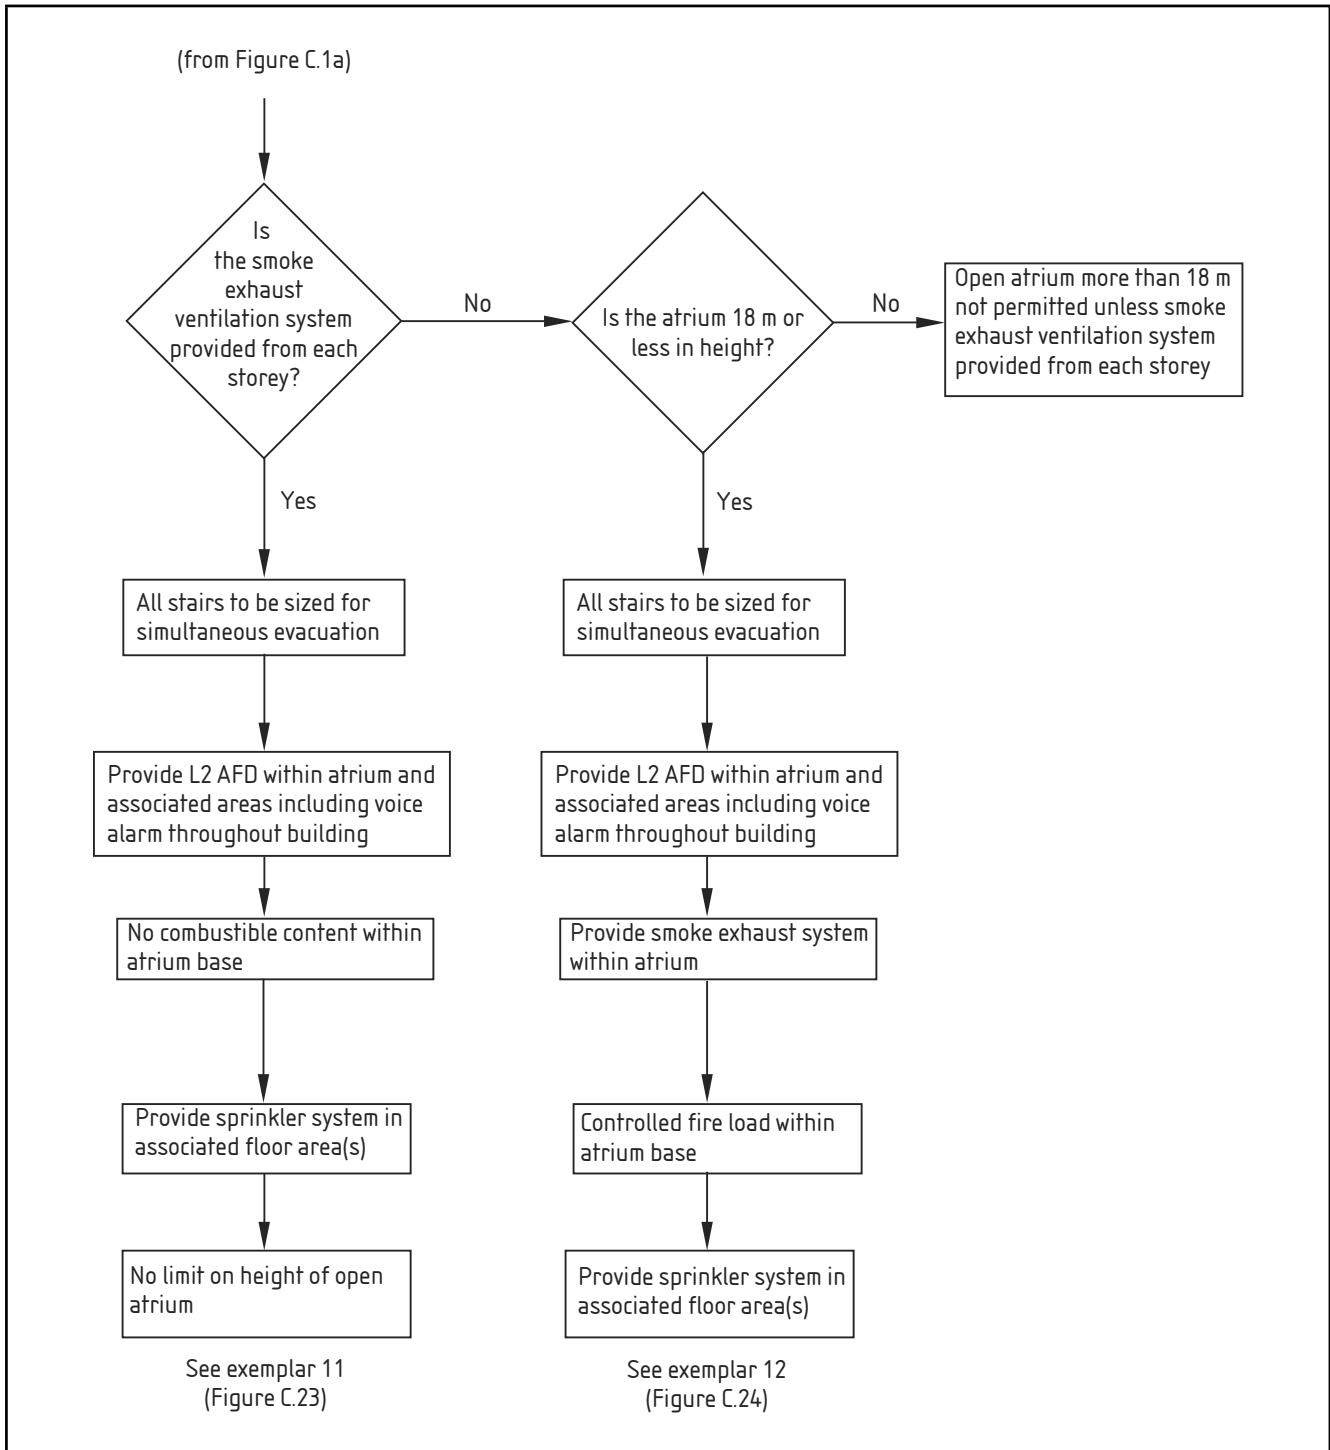 (from Figure C.1a)
Is
the smoke
exhaust
ventilation system
provided from each
storey?
No
Is the atrium 18 m or
less in height?
No
Open atrium more than 18 m
not permitted unless smoke
exhaust ventilation system
provided from each storey
Yes
Yes
All stairs to be sized for
simultaneous evacuation
All stairs to be sized for
simultaneous evacuation
Provide L2 AFD within atrium and
associated areas including voice
alarm throughout building
Provide L2 AFD within atrium and
associated areas including voice
alarm throughout building
No combustible content within
atrium base
Provide smoke exhaust system
within atrium
Provide sprinkler system in
associated floor area(s)
Controlled fire load within
atrium base
No limit on height of open
atrium
Provide sprinkler system in
associated floor area(s)
See exemplar 11
(Figure C.23)
See exemplar 12
(Figure C.24)